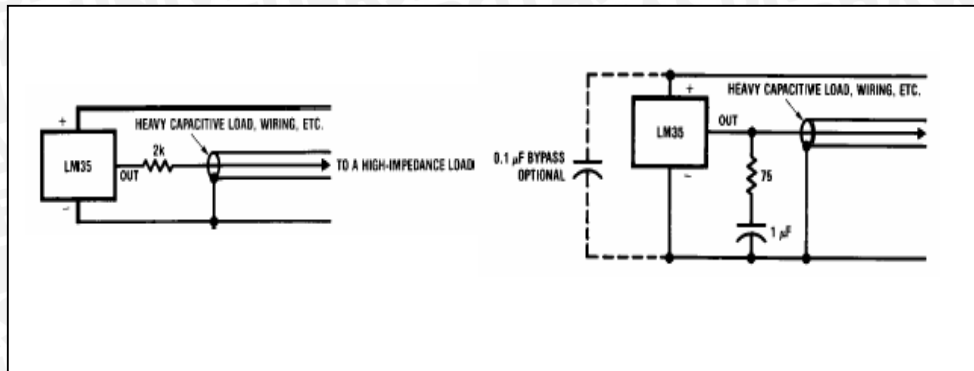 HEAVY CAPACITIVE LOAD, WIRING, ETC.
+
LM35
2k
OUT
TO A HIGH-IMPEDANCE LOAD
−
HEAVY CAPACITIVE LOAD, WIRING, ETC.
+
OUT
LM35
0.1 µF BYPASS
OPTIONAL
−
75
1 µF